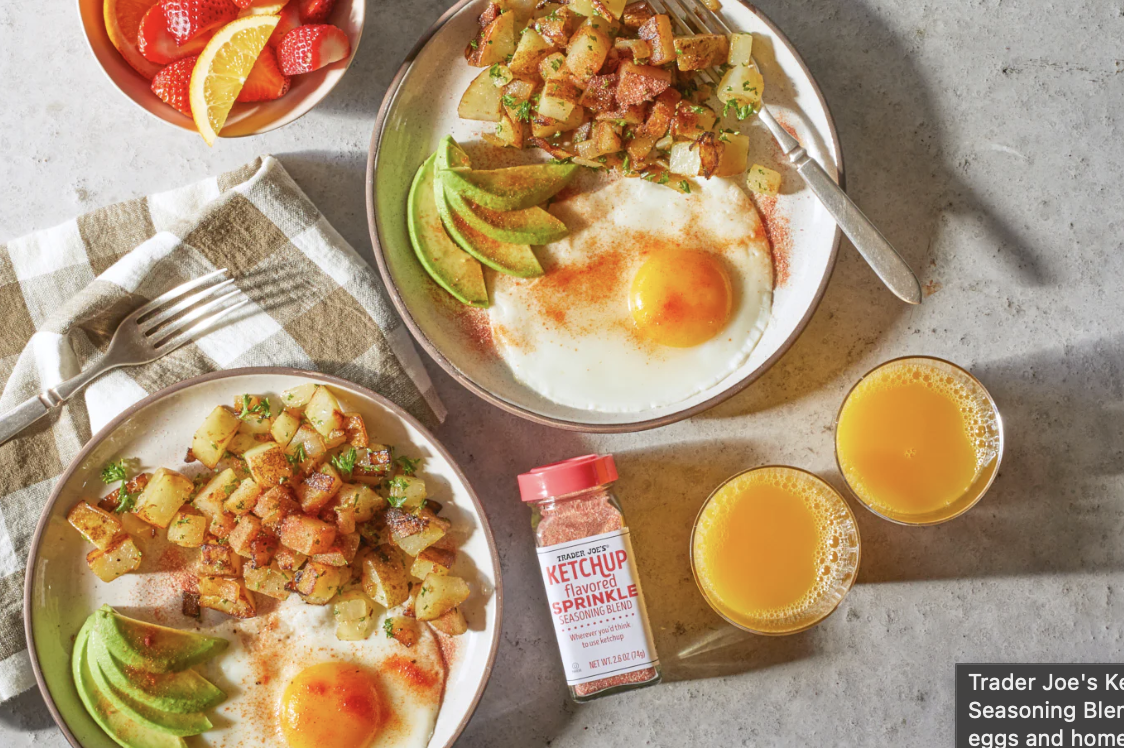 TRADER JOE'S®
KETCHUP
flavored
SPRINKLE
SEASONING BLEND
Wherever you'd think
to use ketchup
NET WT. 2.6 OZ (74g)
Trader Joe's Ke
Seasoning Blen
eggs and home